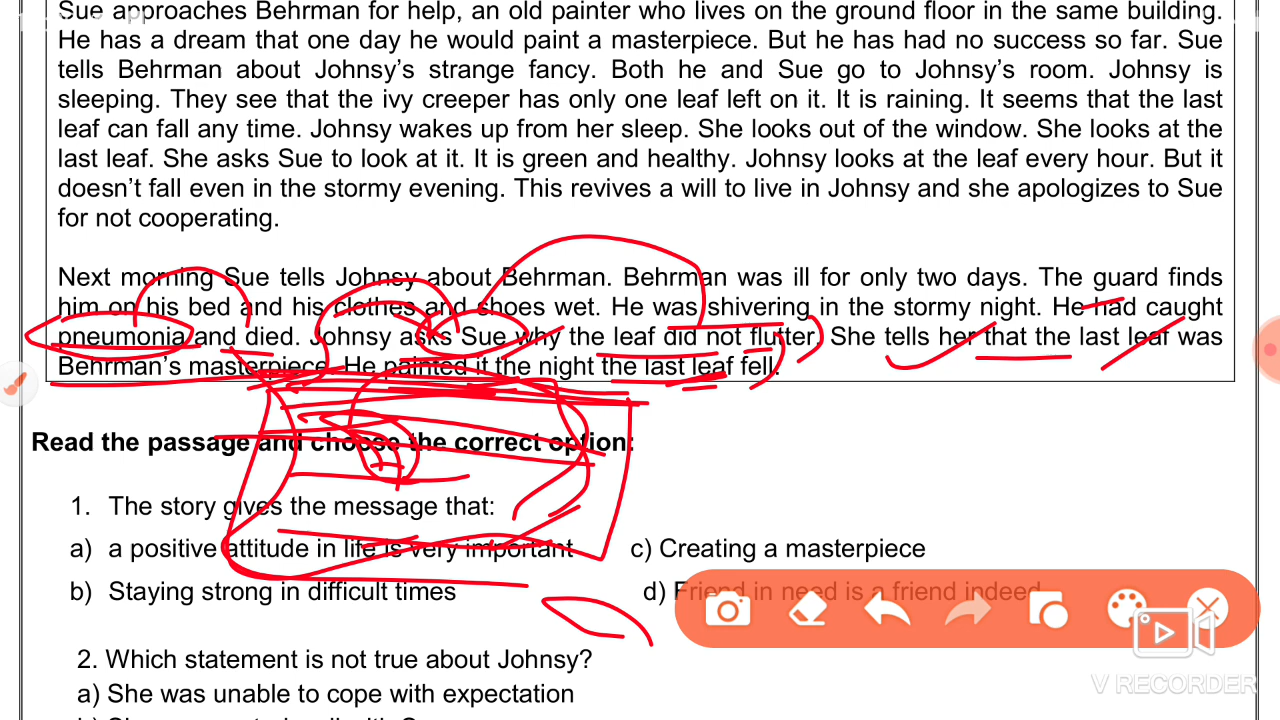 Sue approaches Behrman for help, an old painter who lives on the ground floor in the same building.
He has a dream that one day he would paint a masterpiece. But he has had no success so far. Sue
tells Behrman about Johnsy's strange fancy. Both he and Sue go to Johnsy's room. Johnsy is
sleeping. They see that the ivy creeper has only one leaf left on it. It is raining. It seems that the last
leaf can fall any time. Johnsy wakes up from her sleep. She looks out of the window. She looks at the
last leaf. She asks Sue to look at it. It is green and healthy. Johnsy looks at the leaf every hour. But it
doesn't fall even in the stormy evening. This revives a will to live in Johnsy and she apologizes to Sue
for not cooperating.
Next morning Sue tells Johnsy about Behrman. Behrman was ill for only two days. The guard finds
him on his bed and his clothes and shoes wet. He was shivering in the stormy night. He had caught
pneumonia and died. Johnsy asks Sue why the leaf did not flutter. She tells her that the last leaf was
Behrman's masterpiece. He painted it the night the last leaf fell.
Read the passage and choose the correct option:
1. The story gives the message that:
a) a positive attitude in life is very important c) Creating a masterpiece
b) Staying strong in difficult times d) Friend in need is a friend indeed
2. Which statement is not true about Johnsy?
a) She was unable to cope with expectation
V RECORDER